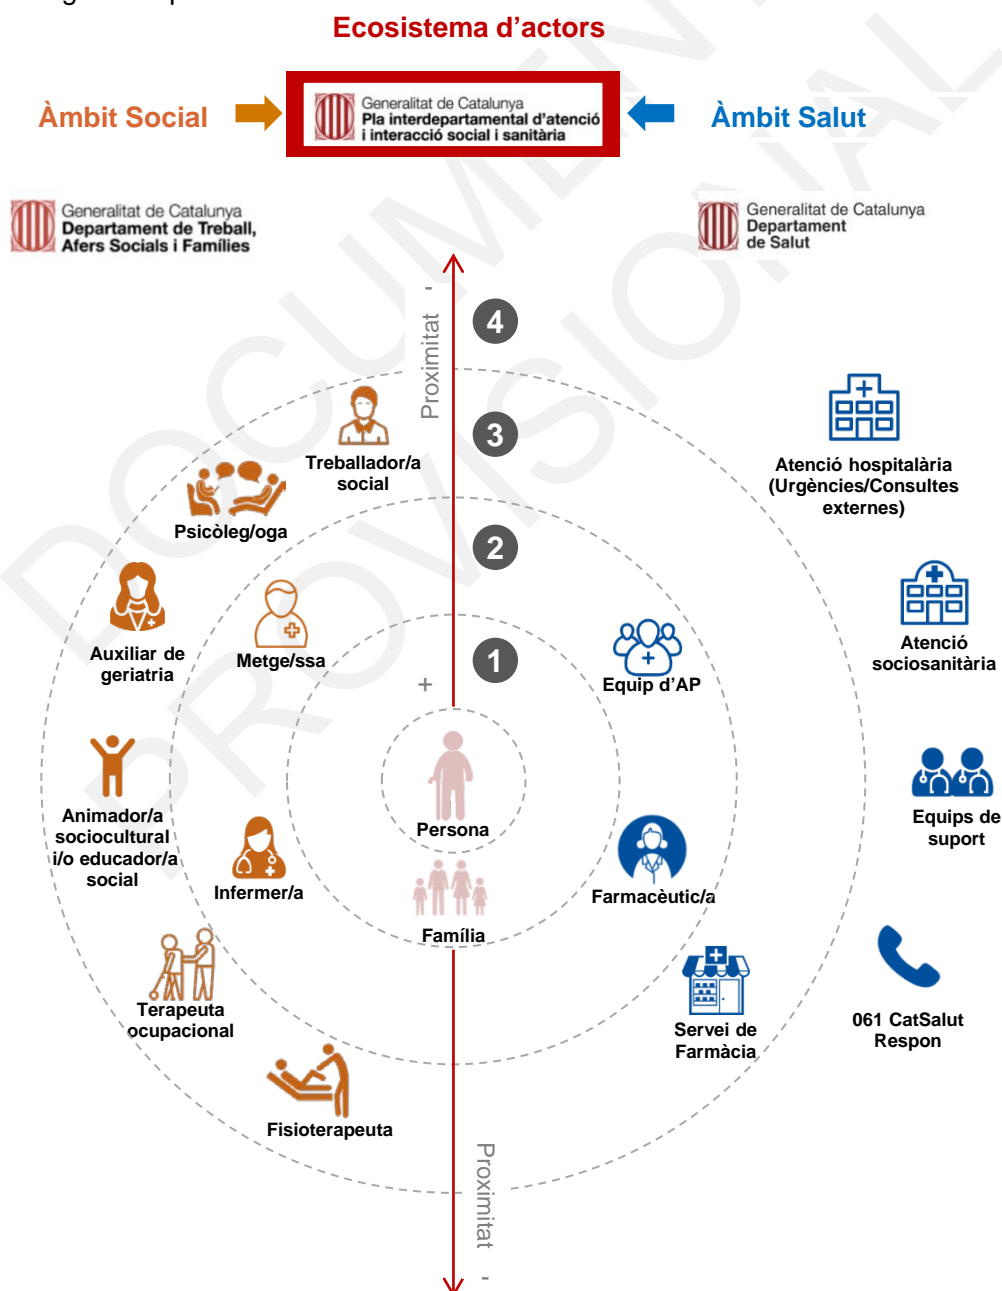 Ecosistema d'actors
Àmbit Social
Generalitat de Catalunya
Pla interdepartamental d'atenció
i interacció social i sanitària
Àmbit Salut
Generalitat de Catalunya
Departament de Treball,
Afers Socials i Famílies
Generalitat de Catalunya
Departament
de Salut
Proximitat -
4
3
2
1
+
Treballador/a
social
Psicòleg/oga
Auxiliar de
geriatria
Metge/ssa
Animador/a
sociocultural
i/o educador/a
social
Infermer/a
Terapeuta
ocupacional
Fisioterapeuta
Persona
Família
Equip d'AP
Farmacèutic/a
Servei de
Farmàcia
Atenció hospitalària
(Urgències/Consultes
externes)
Atenció
sociosanitària
Equips de
suport
061 CatSalut
Respon
Proximitat -
DOCUMENT
PROVISIONAL